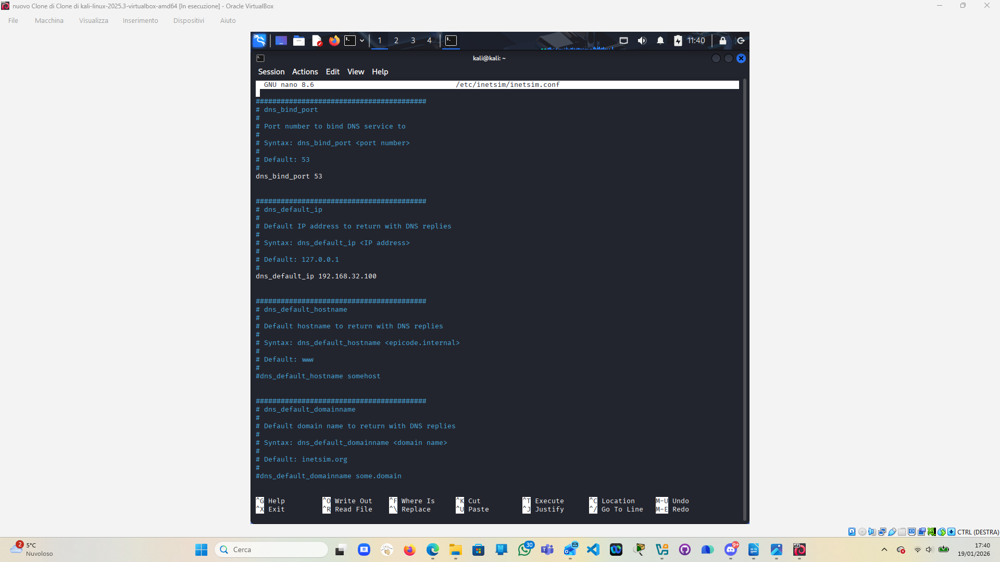 nuovo Clone di Clone di kali-linux-2025.3-virtualbox-amd64 [In esecuzione] - Oracle VirtualBox
File Macchina Visualizza Inserimento Dispositivi Aiuto
1 2 3 4 11:40
kali@kali: ~
Session Actions Edit View Help
GNU nano 8.6 /etc/inetsim/inetsim.conf
#########################################
# dns_bind_port
#
# Port number to bind DNS service to
#
# Syntax: dns_bind_port <port number>
#
# Default: 53
#
dns_bind_port 53
#########################################
# dns_default_ip
#
# Default IP address to return with DNS replies
#
# Syntax: dns_default_ip <IP address>
#
# Default: 127.0.0.1
#
dns_default_ip 192.168.32.100
#########################################
# dns_default_hostname
#
# Default hostname to return with DNS replies
#
# Syntax: dns_default_hostname <epicode.internal>
#
# Default: www
#
#dns_default_hostname somehost
#########################################
# dns_default_domainname
#
# Default domain name to return with DNS replies
#
# Syntax: dns_default_domainname <domain name>
#
# Default: inetsim.org
#
#dns_default_domainname some.domain
^G Help ^O Write Out ^F Where Is ^K Cut ^T Execute ^C Location M-U Undo
^X Exit ^R Read File ^\ Replace ^U Paste ^J Justify ^/ Go To Line M-E Redo
CTRL (DESTRA)
2
5°C
Nuvoloso
Cerca
30
9+
17:40
19/01/2026